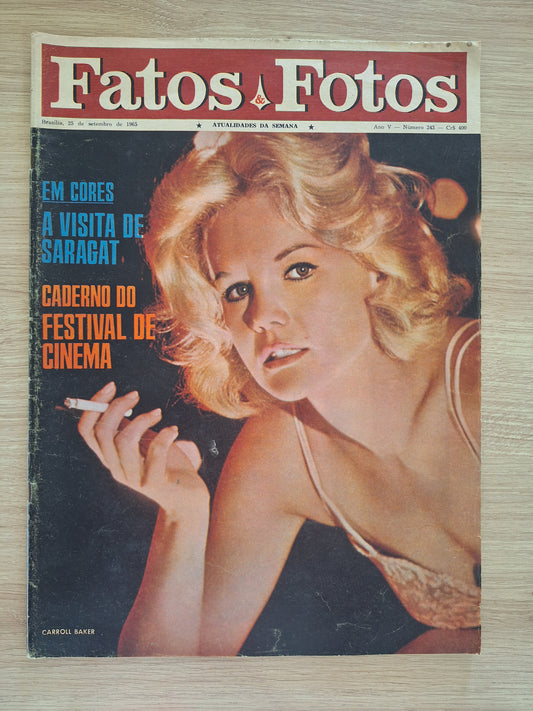 Fatos & Fotos
Brasília, 25 de setembro de 1965 ★ ATUALIDADES DA SEMANA ★ Ano V — Número 243 — Cr$ 400
EM CORES
A VISITA DE
SARAGAT
CADERNO DO
FESTIVAL DE
CINEMA
CARROLL BAKER